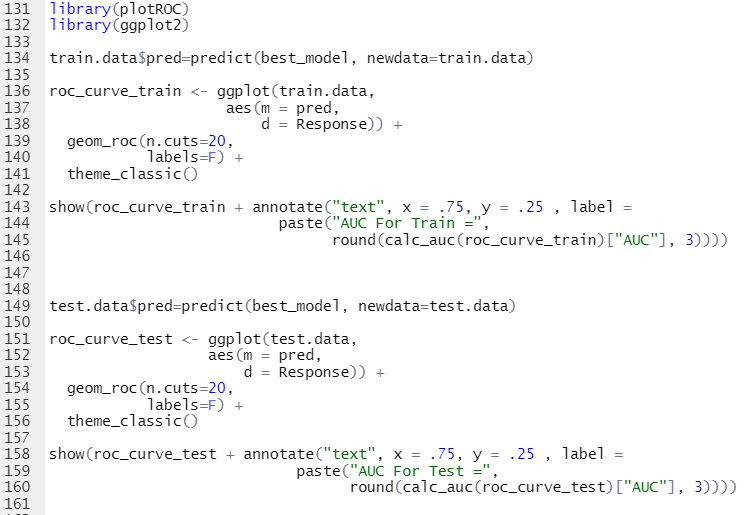 131 library(plotROC)
132 library(ggplot2)
133
134 train.data$pred=predict(best_model, newdata=train.data)
135
136 roc_curve_train <- ggplot(train.data,
137                     aes(m = pred,
138                         d = Response)) +
139   geom_roc(n.cuts=20,
140            labels=F) +
141   theme_classic()
142
143 show(roc_curve_train + annotate("text", x = .75, y = .25 , label =
144                           paste("AUC For Train =",
145                                 round(calc_auc(roc_curve_train)["AUC"], 3))))
146
147
148
149 test.data$pred=predict(best_model, newdata=test.data)
150
151 roc_curve_test <- ggplot(test.data,
152                   aes(m = pred,
153                       d = Response)) +
154   geom_roc(n.cuts=20,
155            labels=F) +
156   theme_classic()
157
158 show(roc_curve_test + annotate("text", x = .75, y = .25 , label =
159                             paste("AUC For Test =",
160                                   round(calc_auc(roc_curve_test)["AUC"], 3))))
161